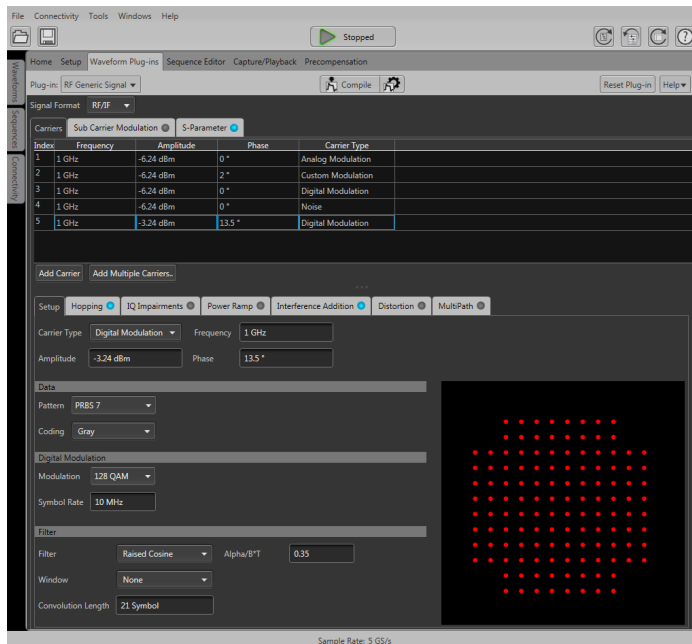 File Connectivity Tools Windows Help
Stopped
Waveforms
Sequences
Connectivity
Home Setup Waveform Plug-ins Sequence Editor Capture/Playback Precompensation
Plug-in: RF Generic Signal Compile Reset Plug-in Help
Signal Format RF/IF
Carriers Sub Carrier Modulation S-Parameter
Index Frequency Amplitude Phase Carrier Type
1 1 GHz -6.24 dBm 0 ° Analog Modulation
2 1 GHz -6.24 dBm 2 ° Custom Modulation
3 1 GHz -6.24 dBm 0 ° Digital Modulation
4 1 GHz -6.24 dBm 0 ° Noise
5 1 GHz -3.24 dBm 13.5 ° Digital Modulation
Add Carrier Add Multiple Carriers..
Setup Hopping IQ Impairments Power Ramp Interference Addition Distortion MultiPath
Carrier Type Digital Modulation Frequency 1 GHz
Amplitude -3.24 dBm Phase 13.5 °
Data
Pattern PRBS 7
Coding Gray
Digital Modulation
Modulation 128 QAM
Symbol Rate 10 MHz
Filter
Filter Raised Cosine Alpha/B*T 0.35
Window None
Convolution Length 21 Symbol
Sample Rate: 5 GS/s